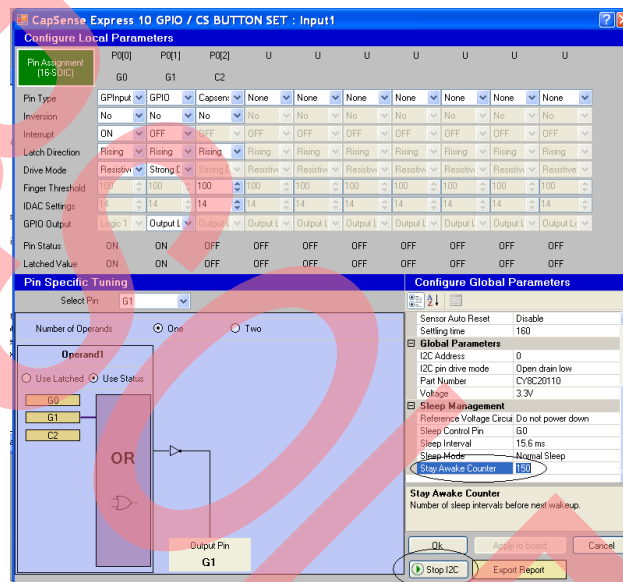 CapSense Express 10 GPIO / CS BUTTON SET : Input1
Configure Local Parameters
Pin Assignment (16-SOIC) P0[0] P0[1] P0[2] U U U U U U U
G0 G1 C2
Pin Type GPInput GPIO Capsens None None None None None None None
Inversion No No No No No No No No No No
Interrupt ON OFF OFF OFF OFF OFF OFF OFF OFF OFF
Latch Direction Rising Rising Rising Rising Rising Rising Rising Rising Rising Rising
Drive Mode Resistive Strong D Strong D Resistiv Resistiv Resistiv Resistiv Resistiv Resistiv Resistive
Finger Threshold 100 100 100 100 100 100 100 100 100 100
IDAC Settings 14 14 14 14 14 14 14 14 14 14
GPIO Output Logic 1 Output L Output L Output L Output L Output L Output L Output L Output L Output Lo
Pin Status ON ON OFF OFF OFF OFF OFF OFF OFF OFF
Latched Value ON ON OFF OFF OFF OFF OFF OFF OFF OFF
Pin Specific Tuning
Select Pin G1
Number of Operands One Two
Operand1
Use Latched Use Status
G0
G1
C2
OR
Output Pin
G1
Configure Global Parameters
Sensor Auto Reset Disable
Settling time 160
Global Parameters
I2C Address 0
I2C pin drive mode Open drain low
Part Number CY8C20110
Voltage 3.3V
Sleep Management
Reference Voltage Circui Do not power down
Sleep Control Pin G0
Sleep Interval 15.6 ms
Sleep Mode Normal Sleep
Stay Awake Counter 150
Stay Awake Counter
Number of sleep intervals before next wakeup.
Ok Apply to board Cancel
Stop I2C Export Report